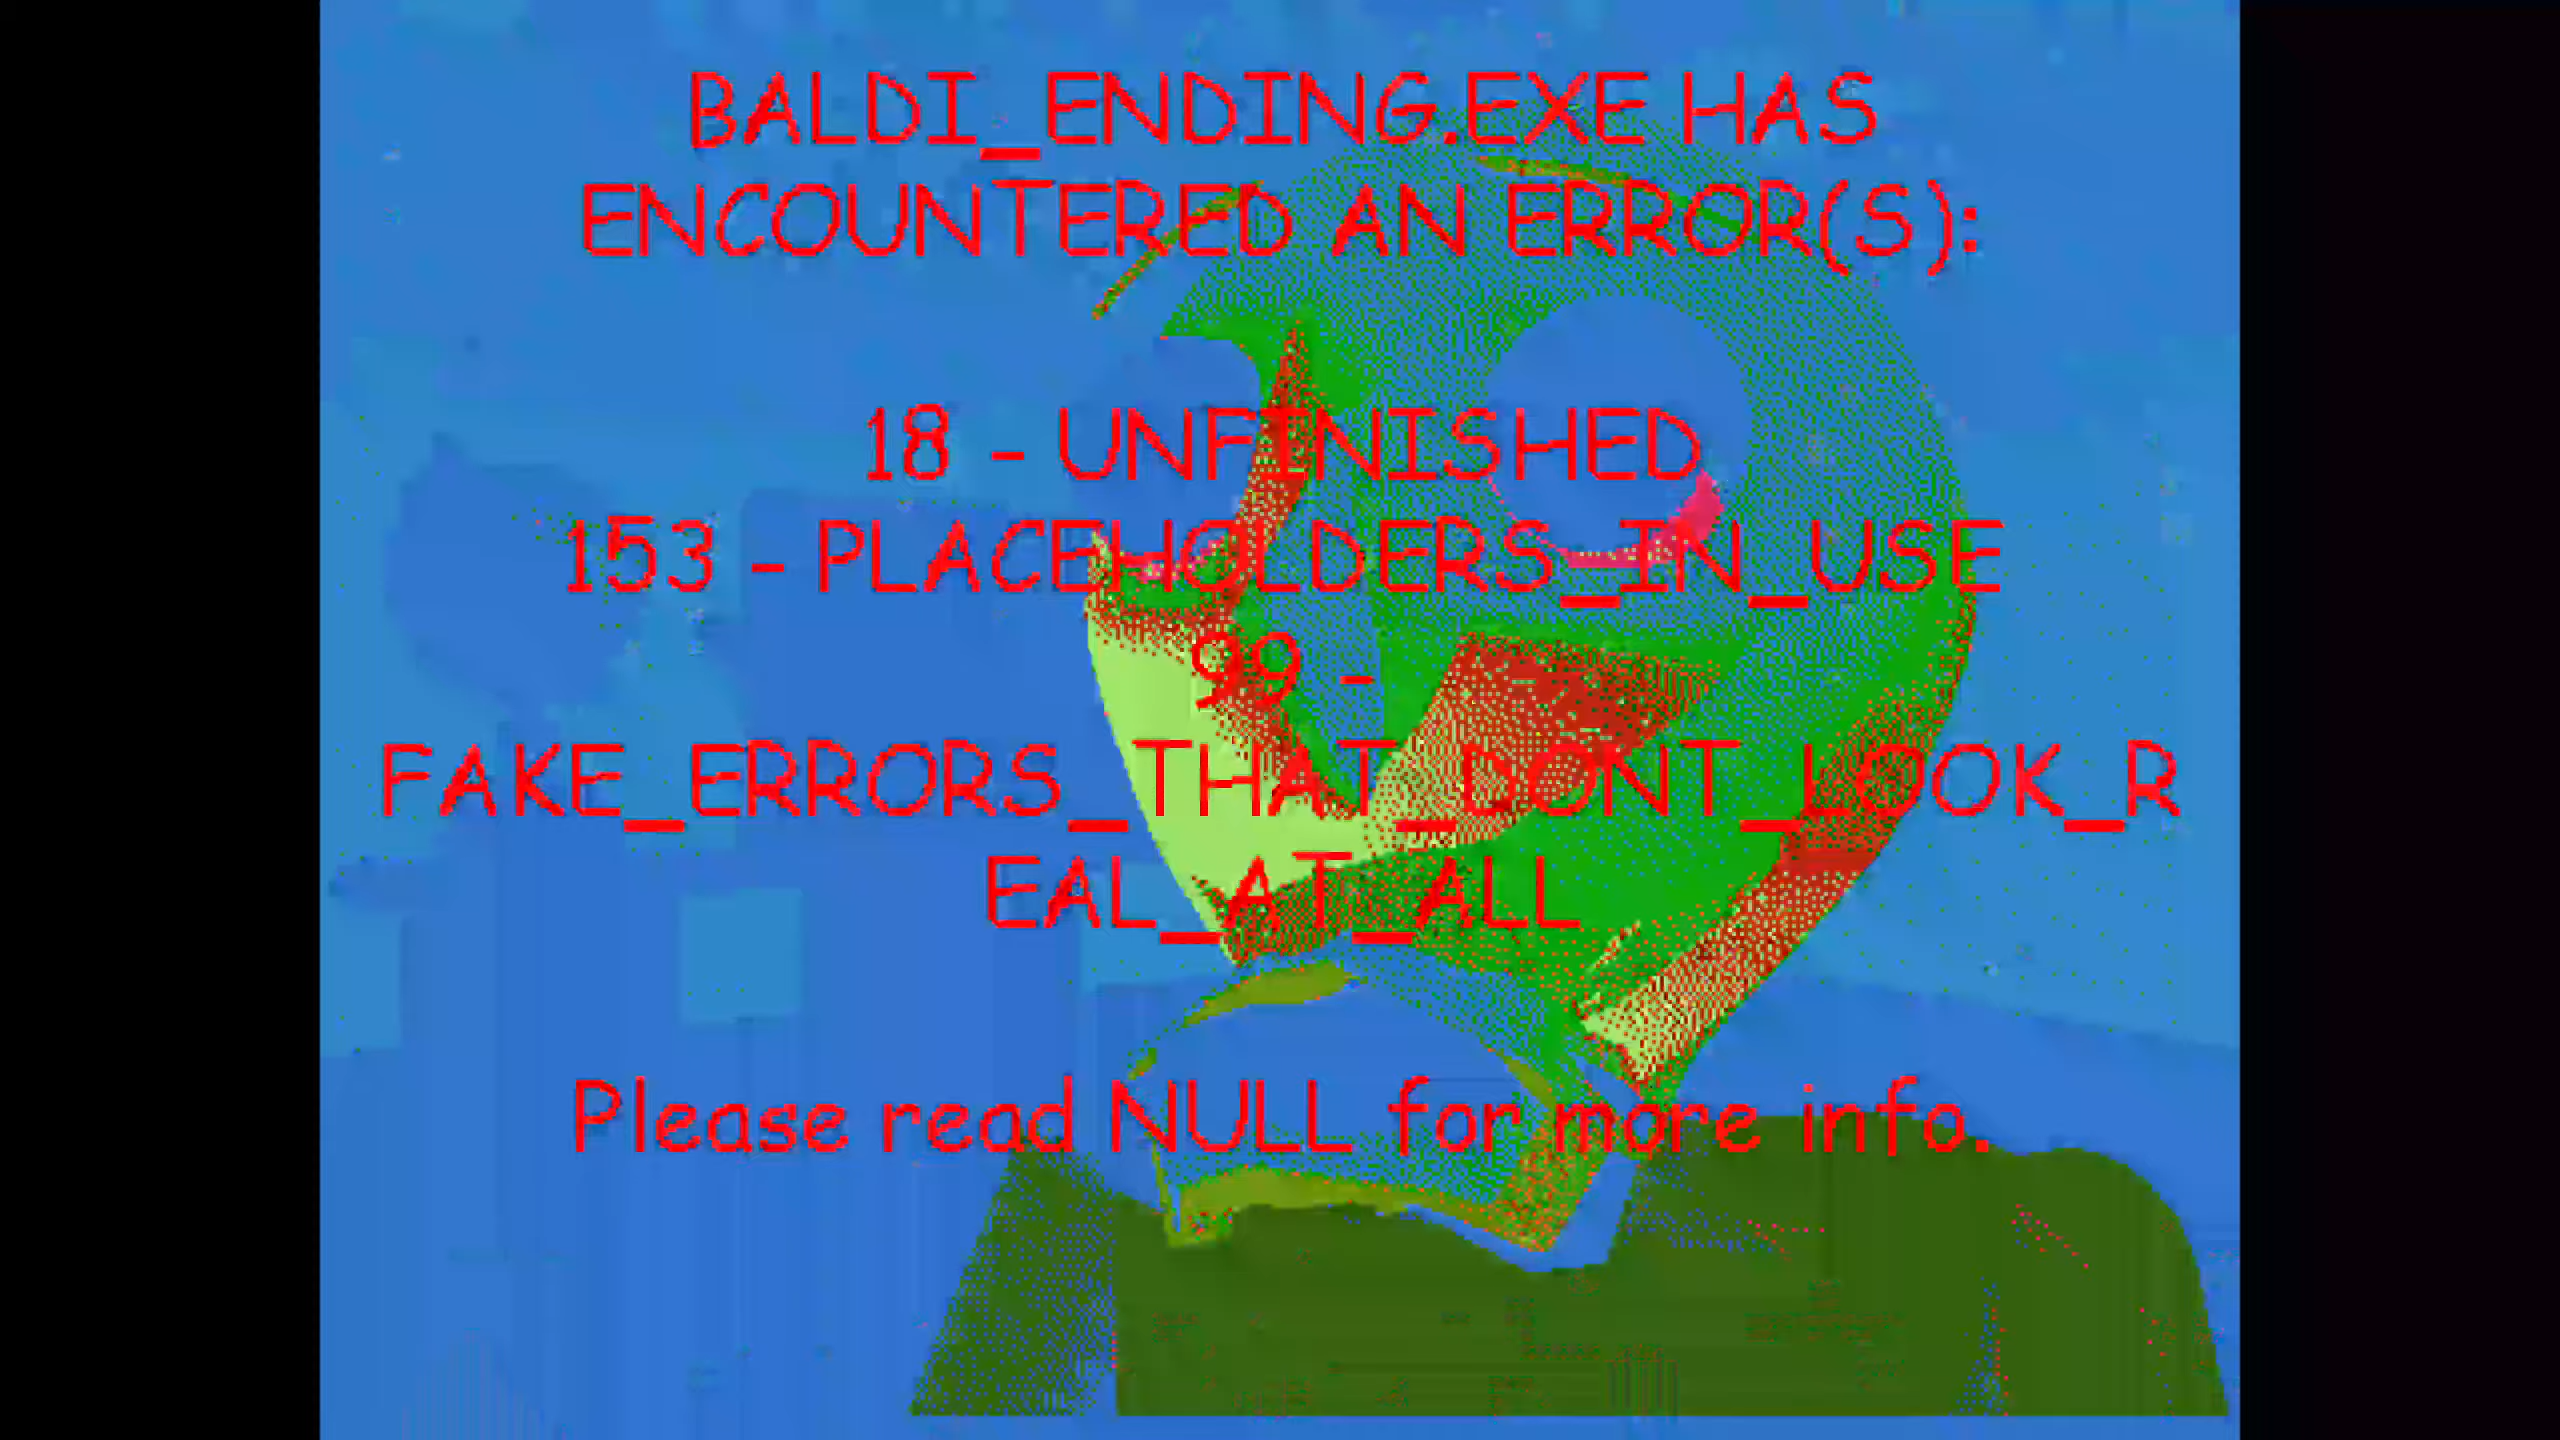 BALDI_ENDING.EXE HAS
ENCOUNTERED AN ERROR(S):
18 - UNFINISHED
153 - PLACEHOLDERS_IN_USE
99 -
FAKE_ERRORS_THAT_DONT_LOOK_R
EAL_AT_ALL
Please read NULL for more info.